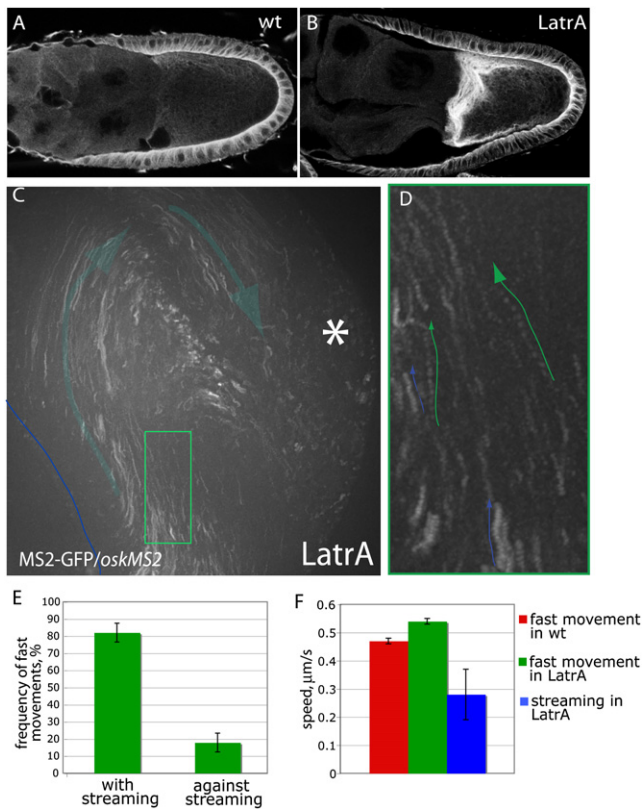 A
wt
B
LatrA
C
*
MS2-GFP/oskMS2
LatrA
D
E
frequency of fast
movements, %
100
90
80
70
60
50
40
30
20
10
0
with
streaming
against
streaming
F
speed, μm/s
0.6
0.5
0.4
0.3
0.2
0.1
0
fast movement
in wt
fast movement
in LatrA
streaming in
LatrA